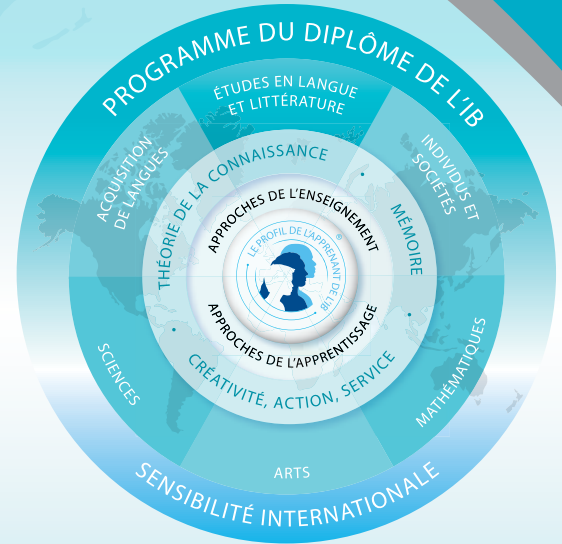 PROGRAMME DU DIPLÔME DE L'IB
ÉTUDES EN LANGUE
ET LITTÉRATURE
ACQUISITION
DE LANGUES
INDIVIDUS ET
SOCIÉTÉS
THÉORIE DE LA CONNAISSANCE
MÉMOIRE
APPROCHES DE L'ENSEIGNEMENT
LE PROFIL DE L'APPRENANT DE L'IB
®
APPROCHES DE L'APPRENTISSAGE
CRÉATIVITÉ, ACTION, SERVICE
SCIENCES
MATHÉMATIQUES
ARTS
SENSIBILITÉ INTERNATIONALE